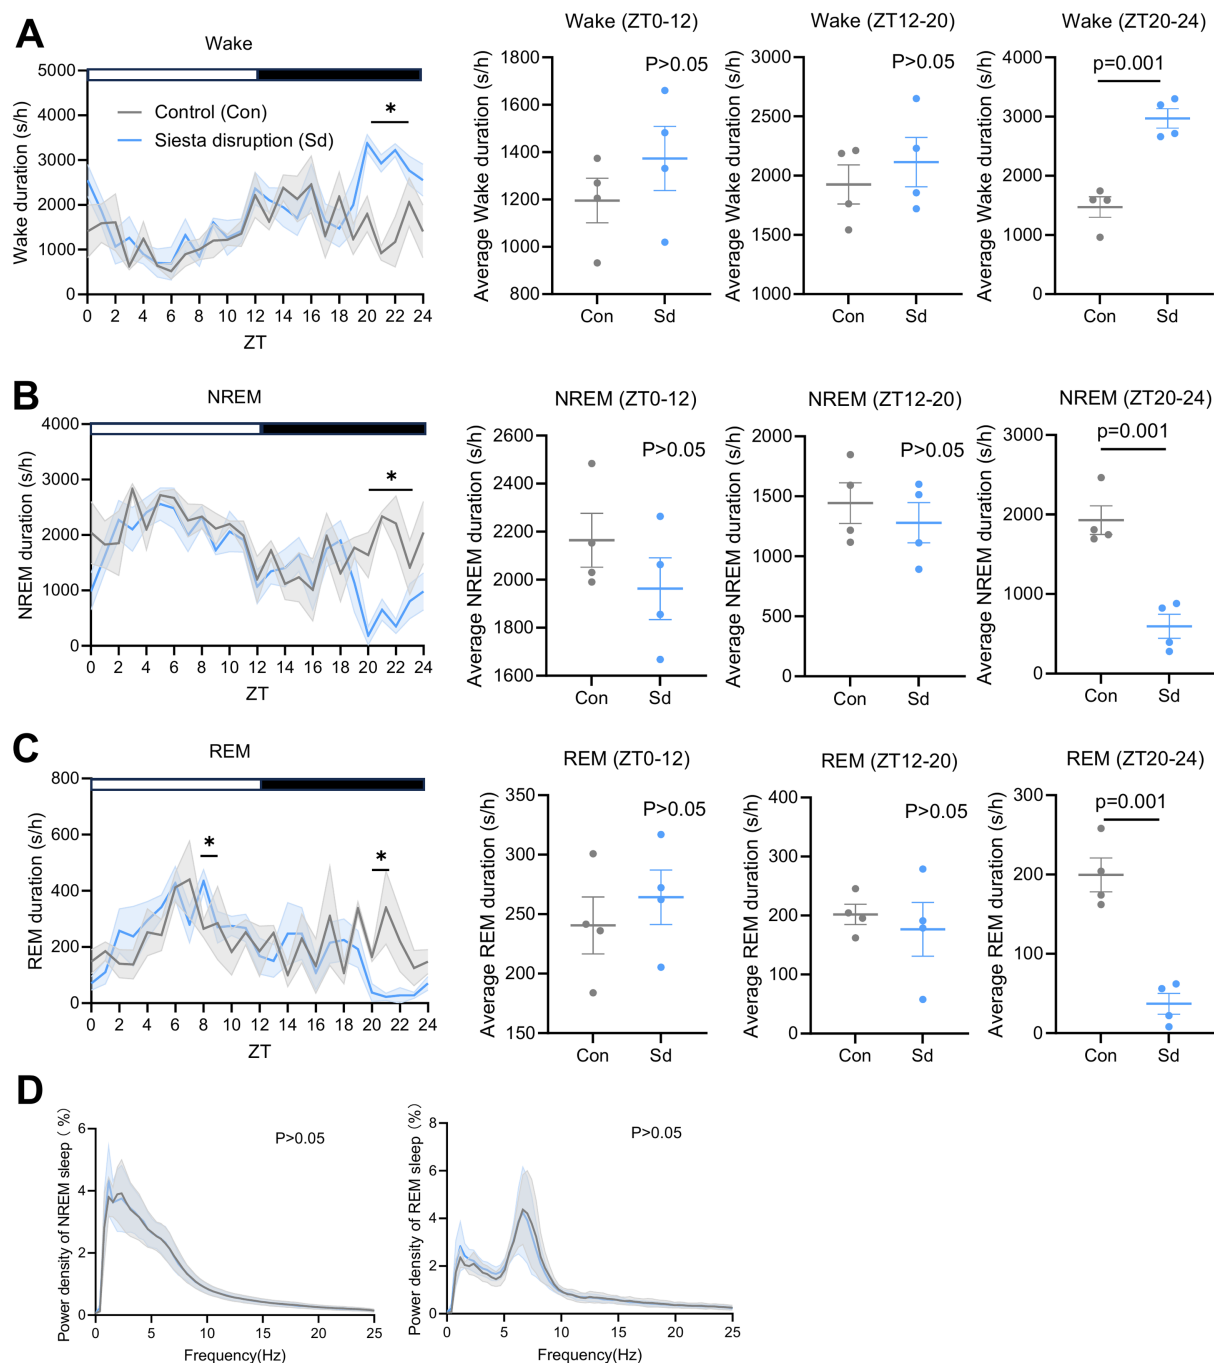 A
Wake
Wake duration (s/h)
5000
4000
3000
2000
1000
0
Control (Con)
Siesta disruption (Sd)
*
0 2 4 6 8 10 12 14 16 18 20 22 24
ZT
Wake (ZT0-12)
Average Wake duration (s/h)
1800
1600
1400
1200
1000
800
P>0.05
Con Sd
Wake (ZT12-20)
Average Wake duration (s/h)
3000
2500
2000
1500
1000
P>0.05
Con Sd
Wake (ZT20-24)
Average Wake duration (s/h)
4000
3000
2000
1000
0
p=0.001
Con Sd
B
NREM
NREM duration (s/h)
4000
3000
2000
1000
0
*
0 2 4 6 8 10 12 14 16 18 20 22 24
ZT
NREM (ZT0-12)
Average NREM duration (s/h)
2600
2400
2200
2000
1800
1600
P>0.05
Con Sd
NREM (ZT12-20)
Average NREM duration (s/h)
2000
1500
1000
500
0
P>0.05
Con Sd
NREM (ZT20-24)
Average NREM duration (s/h)
3000
2000
1000
0
p=0.001
Con Sd
C
REM
REM duration (s/h)
800
600
400
200
0
*
*
0 2 4 6 8 10 12 14 16 18 20 22 24
ZT
REM (ZT0-12)
Average REM duration (s/h)
350
300
250
200
150
P>0.05
Con Sd
REM (ZT12-20)
Average REM duration (s/h)
400
300
200
100
0
P>0.05
Con Sd
REM (ZT20-24)
Average REM duration (s/h)
300
200
100
0
p=0.001
Con Sd
D
Power density of NREM sleep (%)
6
4
2
0
P>0.05
0 5 10 15 20 25
Frequency(Hz)
Power density of REM sleep (%)
8
6
4
2
0
P>0.05
0 5 10 15 20 25
Frequency(Hz)